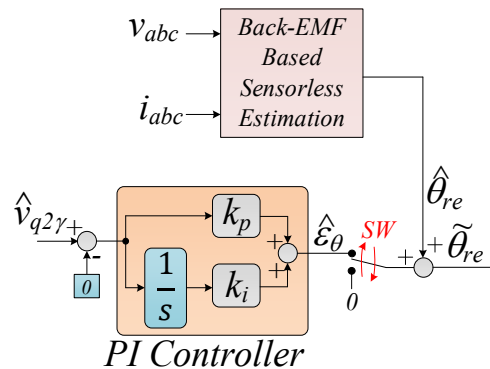 v_abc
i_abc
Back-EMF
Based
Sensorless
Estimation
θ̂_re
v̂_q2γ
+
-
0
k_p
1/s
k_i
+
+
ε̂_θ
SW
0
+
+
θ̃_re
PI Controller